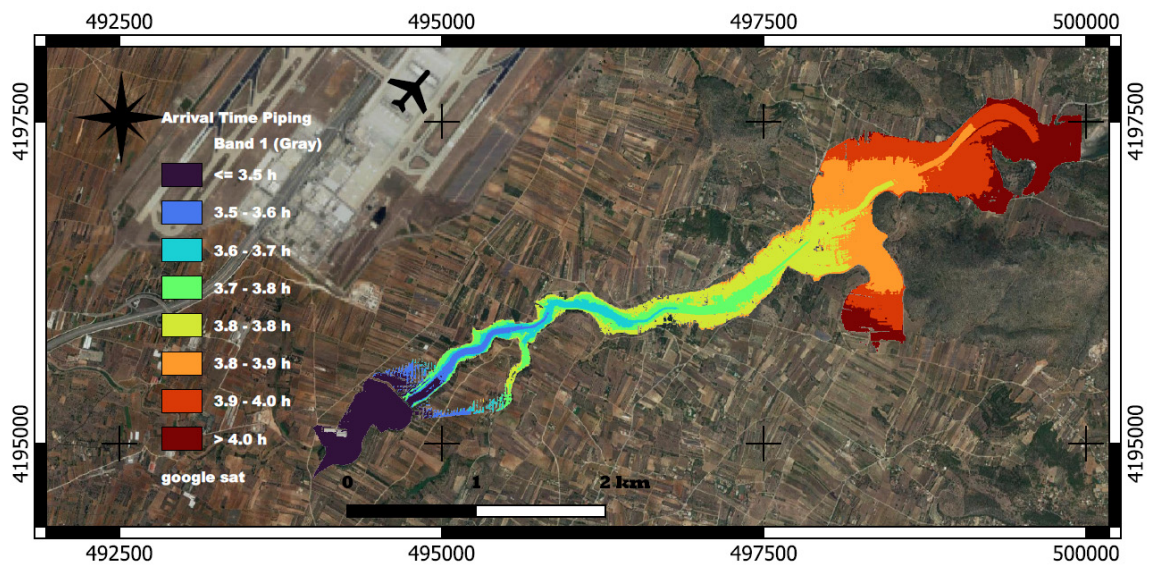 492500 495000 497500 500000
4197500
4197500
Arrival Time Piping
Band 1 (Gray)
<= 3.5 h
3.5 - 3.6 h
3.6 - 3.7 h
3.7 - 3.8 h
3.8 - 3.8 h
3.8 - 3.9 h
3.9 - 4.0 h
> 4.0 h
google sat
4195000
4195000
0 1 2 km
492500 495000 497500 500000